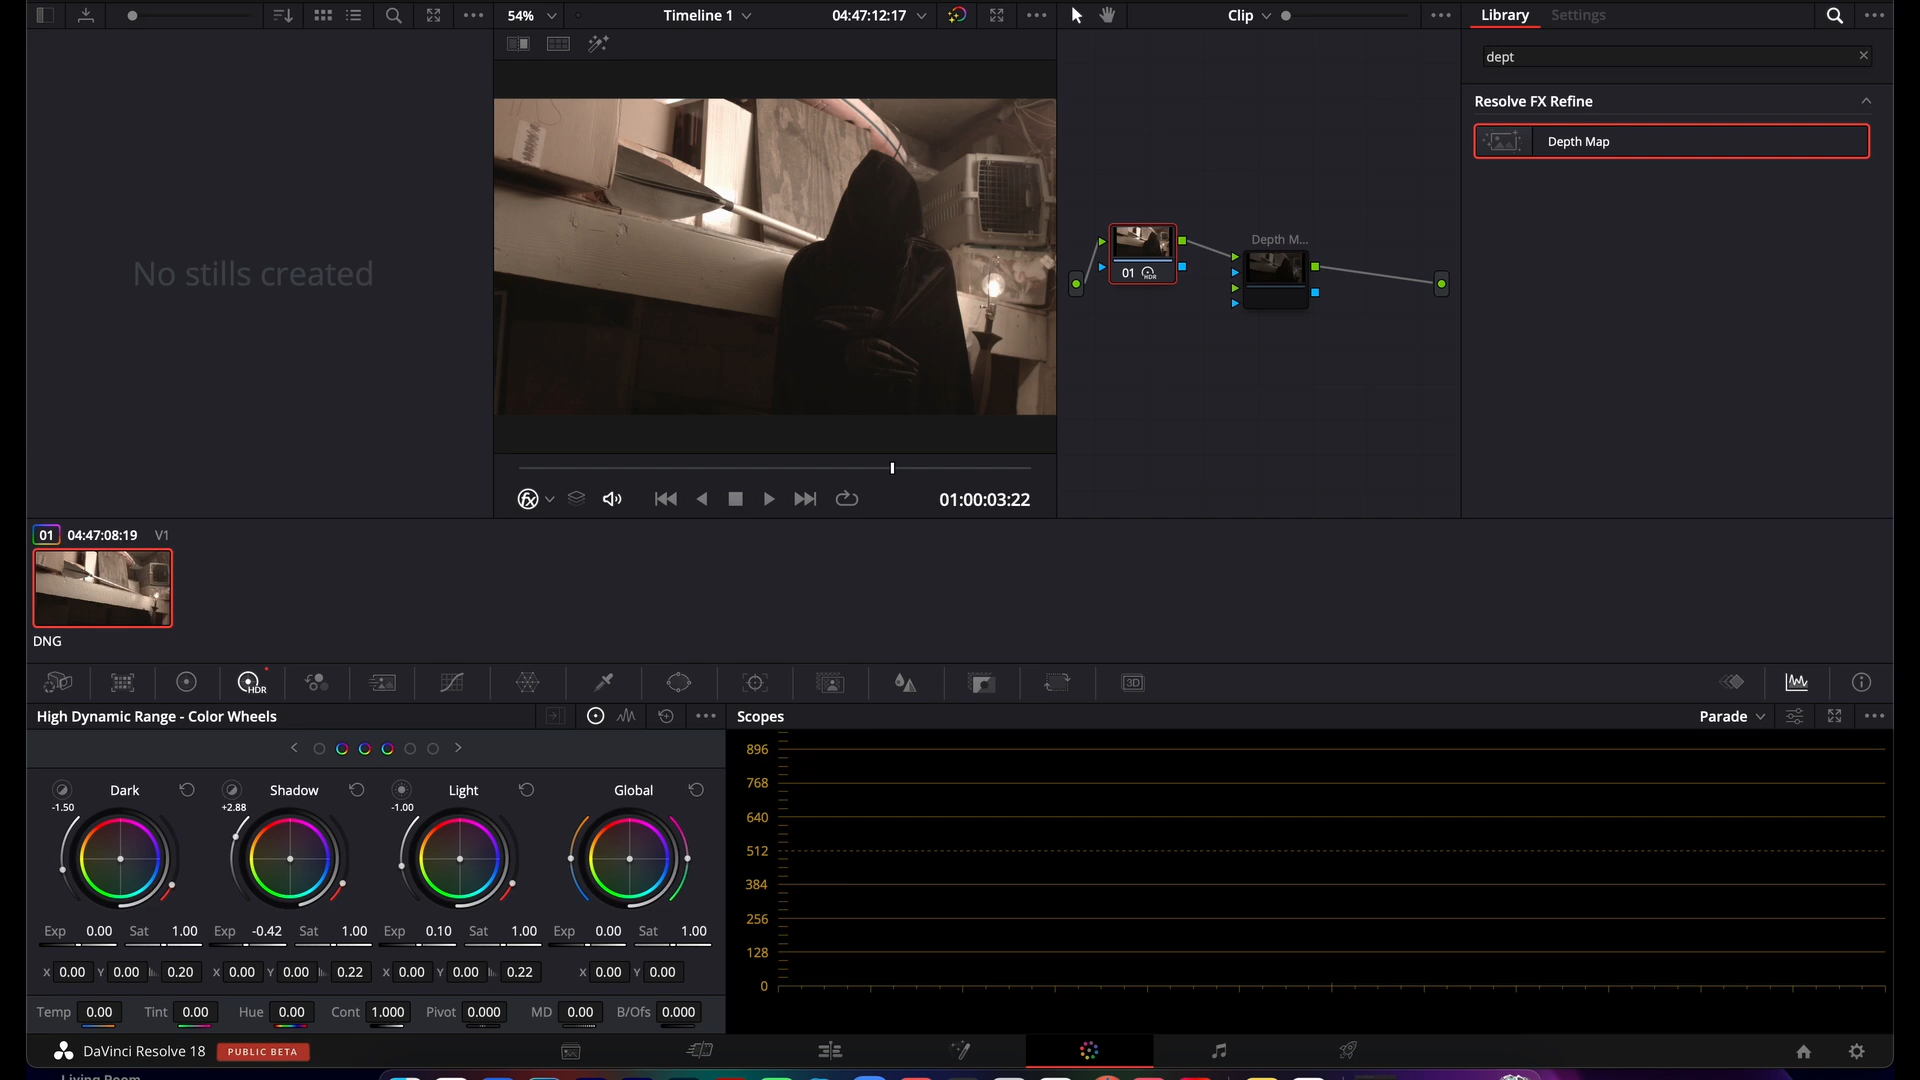 54%
Timeline 1
04:47:12:17
Clip
Library
Settings
dept
Resolve FX Refine
Depth Map
No stills created
Depth M...
01
HDR
01:00:03:22
01 04:47:08:19 V1
DNG
HDR
3D
High Dynamic Range - Color Wheels
Scopes
Parade
Dark
Shadow
Light
Global
-1.50
+2.88
-1.00
Exp 0.00 Sat 1.00 Exp -0.42 Sat 1.00 Exp 0.10 Sat 1.00 Exp 0.00 Sat 1.00
X 0.00 Y 0.00 0.20 X 0.00 Y 0.00 0.22 X 0.00 Y 0.00 0.22 X 0.00 Y 0.00
Temp 0.00 Tint 0.00 Hue 0.00 Cont 1.000 Pivot 0.000 MD 0.00 B/Ofs 0.000
896
768
640
512
384
256
128
0
DaVinci Resolve 18 PUBLIC BETA
Living Room